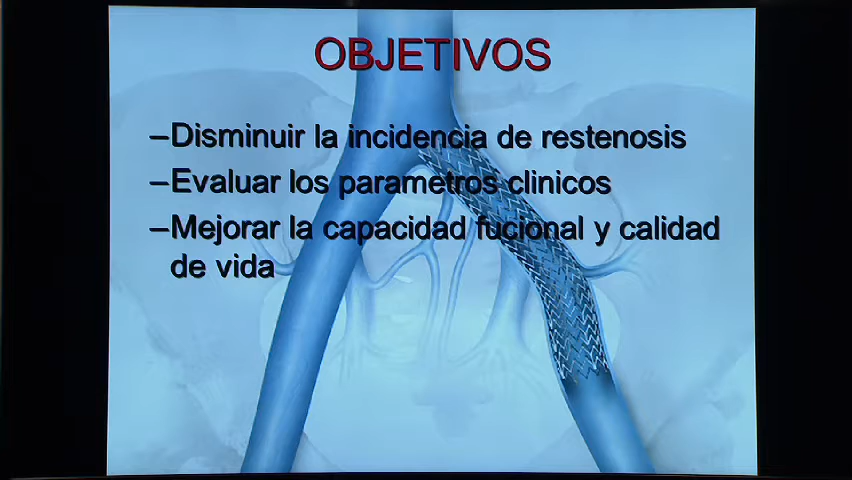 OBJETIVOS
–Disminuir la incidencia de restenosis
–Evaluar los parametros clinicos
–Mejorar la capacidad fucional y calidad
de vida